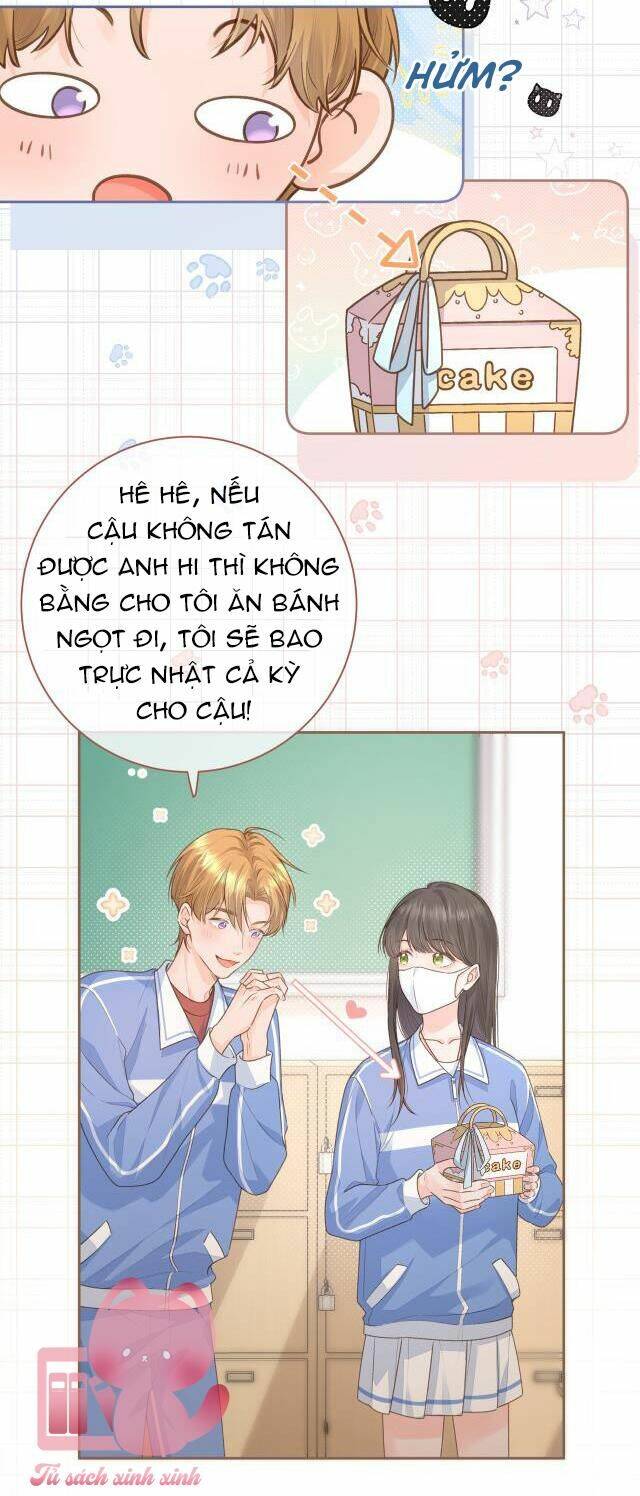 HỬM?
cake
HÊ HÊ, NẾU
CẬU KHÔNG TÁN
ĐƯỢC ANH HI THÌ KHÔNG
BẰNG CHO TÔI ĂN BÁNH
NGỌT ĐI, TÔI SẼ BAO
TRỰC NHẬT CẢ KỲ
CHO CẬU!
cake
Tủ sách xinh xinh